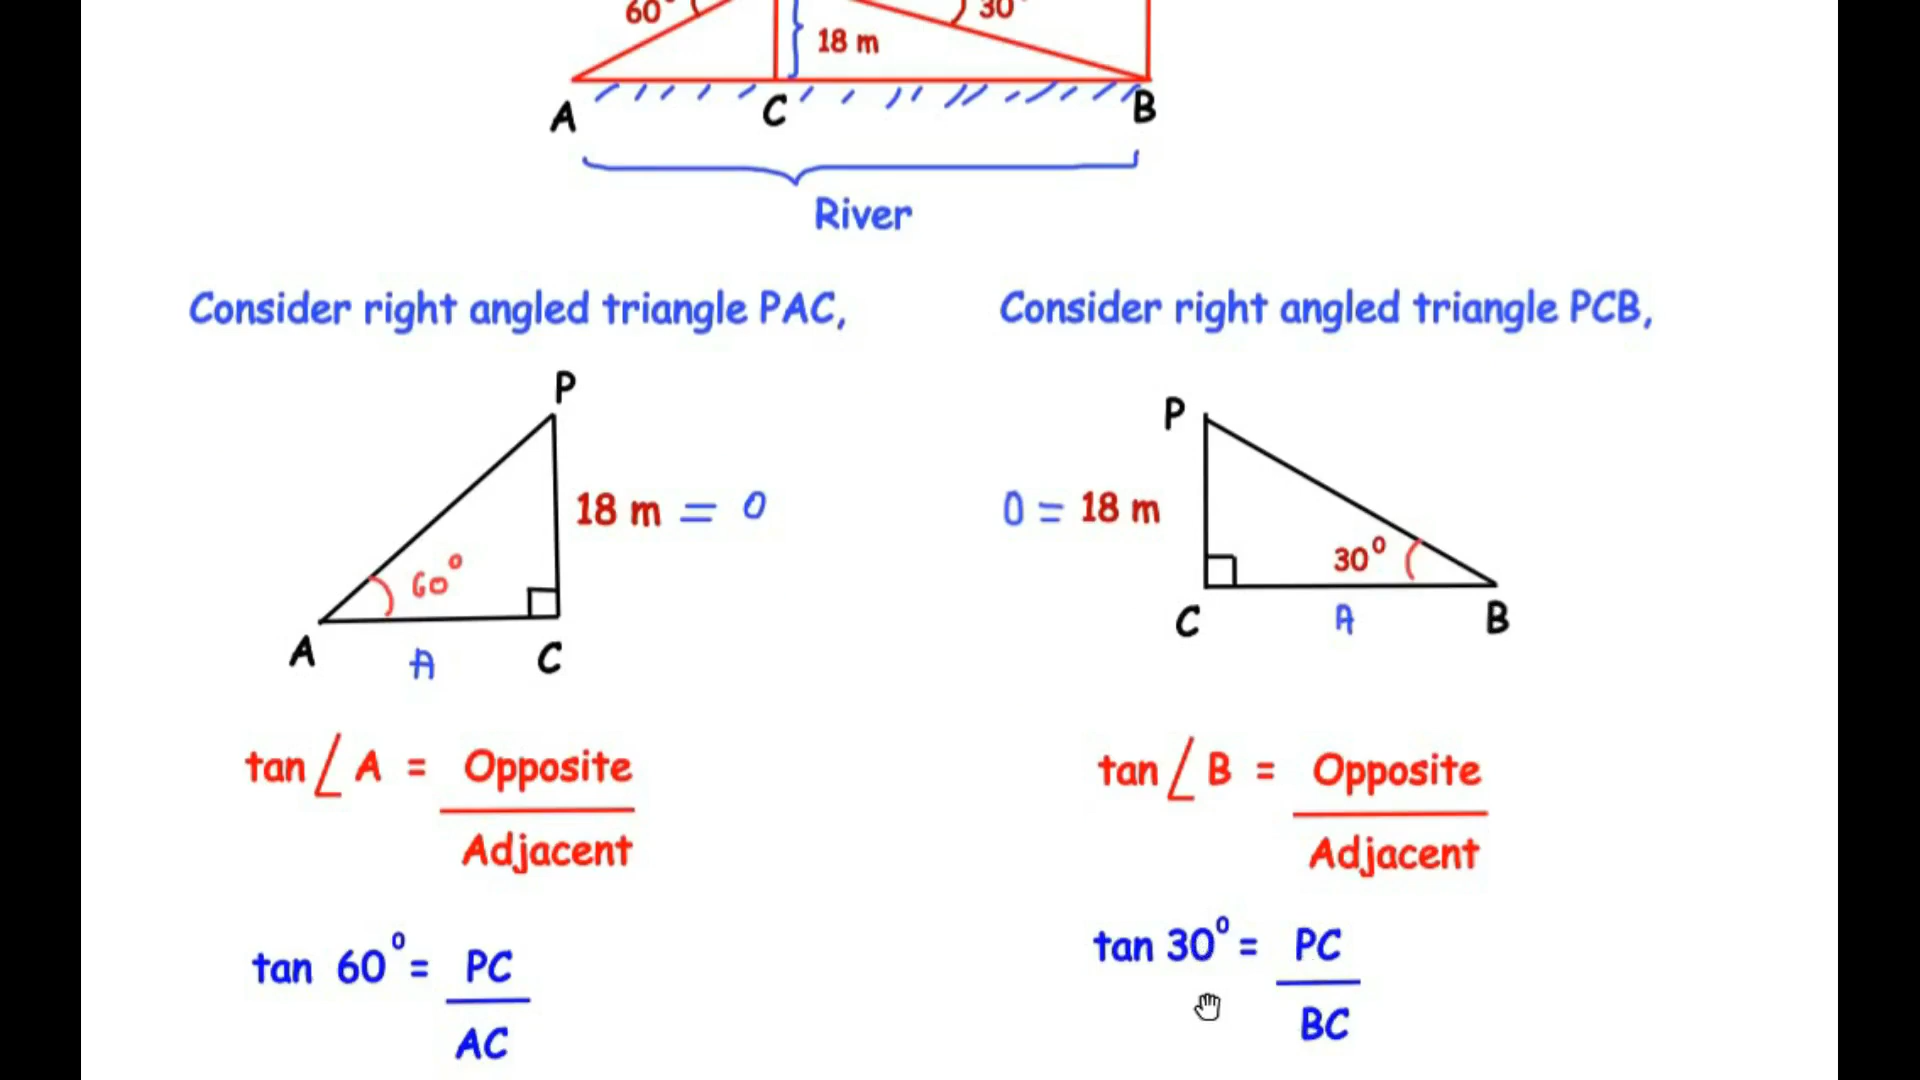 60° 30°
18 m
A C B
River
Consider right angled triangle PAC,
Consider right angled triangle PCB,
P
18 m = O
60°
A A C
P
O = 18 m
30°
C A B
tan ∠ A = Opposite
Adjacent
tan ∠ B = Opposite
Adjacent
tan 60° = PC
AC
tan 30° = PC
BC